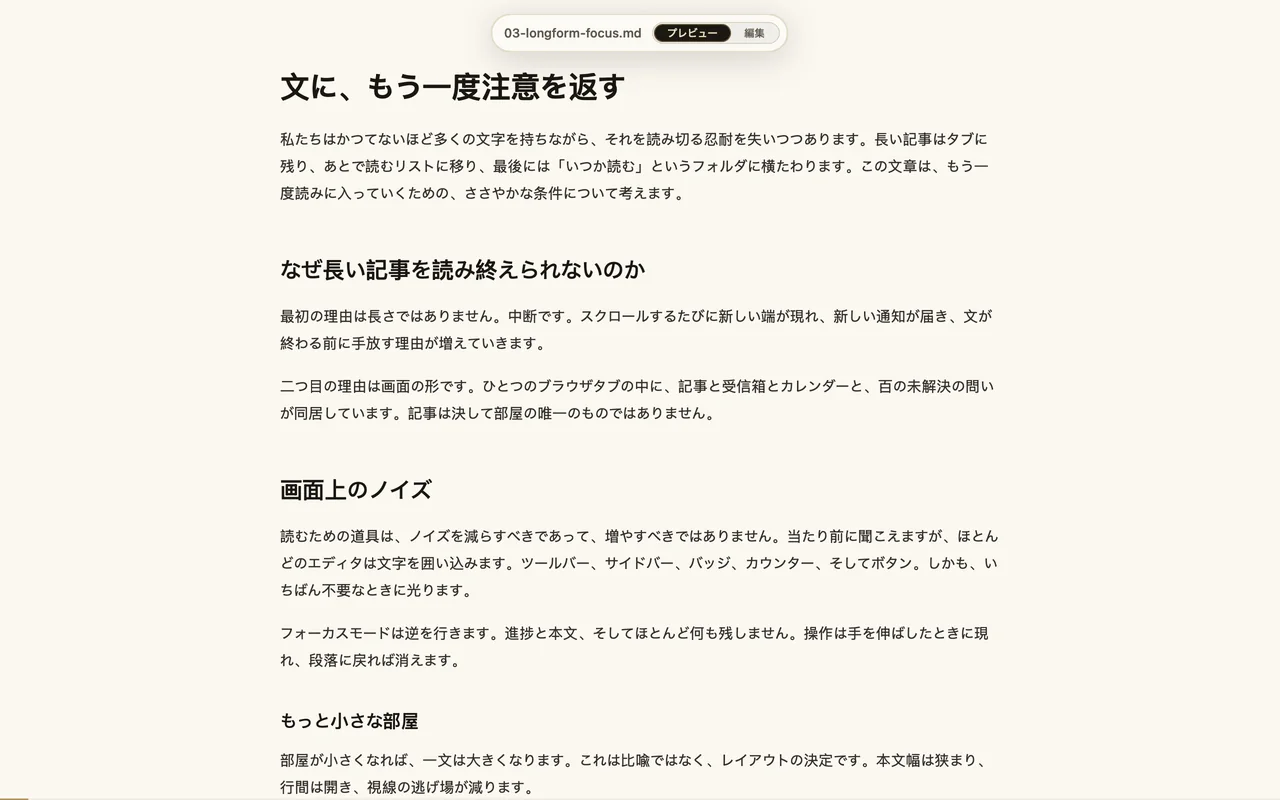 03-longform-focus.md プレビュー 編集
文に、もう一度注意を返す
私たちはかつてないほど多くの文字を持ちながら、それを読み切る忍耐を失いつつあります。長い記事はタブに
残り、あとで読むリストに移り、最後には「いつか読む」というフォルダに横たわります。この文章は、もう一
度読みに入っていくための、ささやかな条件について考えます。
なぜ長い記事を読み終えられないのか
最初の理由は長さではありません。中断です。スクロールするたびに新しい端が現れ、新しい通知が届き、文が
終わる前に手放す理由が増えていきます。
二つ目の理由は画面の形です。ひとつのブラウザタブの中に、記事と受信箱とカレンダーと、百の未解決の問い
が同居しています。記事は決して部屋の唯一のものではありません。
画面上のノイズ
読むための道具は、ノイズを減らすべきであって、増やすべきではありません。当たり前に聞こえますが、ほとん
どのエディタは文字を囲い込みます。ツールバー、サイドバー、バッジ、カウンター、そしてボタン。しかも、い
ちばん不要なときに光ります。
フォーカスモードは逆を行きます。進捗と本文、そしてほとんど何も残しません。操作は手を伸ばしたときに現
れ、段落に戻れば消えます。
もっと小さな部屋
部屋が小さくなれば、一文は大きくなります。これは比喩ではなく、レイアウトの決定です。本文幅は狭まり、
行間は開き、視線の逃げ場が減ります。